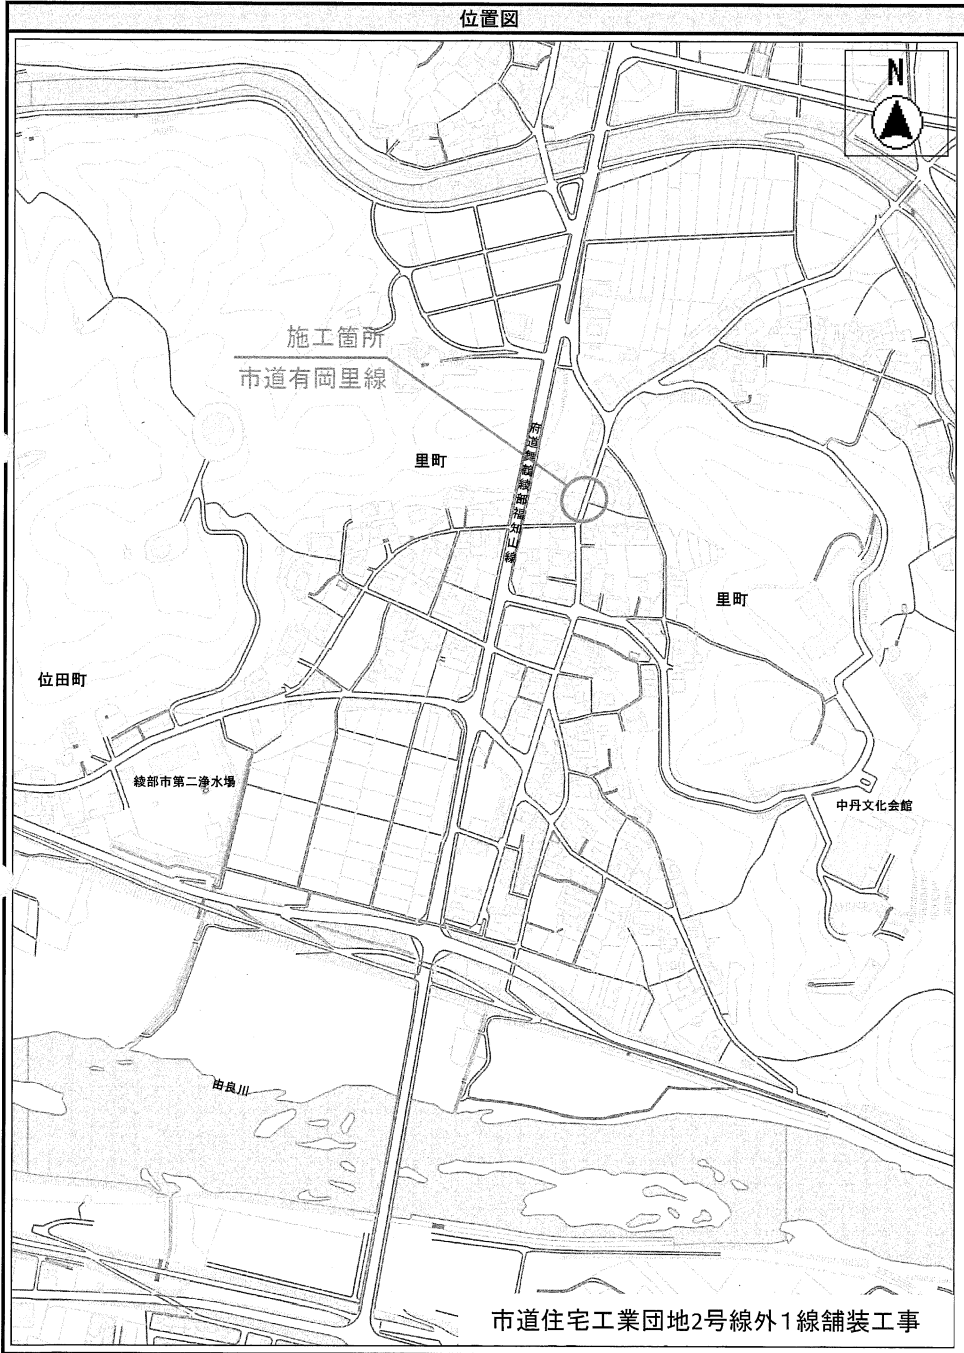 位置図
N
施工箇所
市道有岡里線
府道舞鶴綾部福知山線
里町
里町
位田町
綾部市第二浄水場
中丹文化会館
由良川
市道住宅工業団地2号線外1線舗装工事